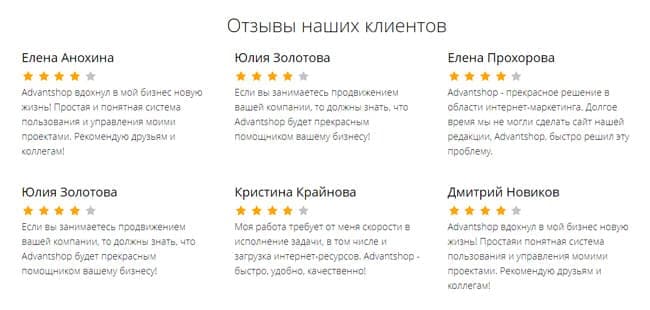 Отзывы наших клиентов
Елена Анохина
Advantshop вдохнул в мой бизнес новую
жизнь! Простая и понятная система
пользования и управления моими
проектами. Рекомендую друзьям и
коллегам!
Юлия Золотова
Если вы занимаетесь продвижением
вашей компании, то должны знать, что
Advantshop будет прекрасным
помощником вашему бизнесу!
Елена Прохорова
Advantshop - прекрасное решение в
области интернет-маркетинга. Долгое
время мы не могли сделать сайт нашей
редакции, Advantshop, быстро решил эту
проблему.
Юлия Золотова
Если вы занимаетесь продвижением
вашей компании, то должны знать, что
Advantshop будет прекрасным
помощником вашему бизнесу!
Кристина Крайнова
Моя работа требует от меня скорости в
исполнение задачи, в том числе и
загрузка интернет-ресурсов. Advantshop -
быстро, удобно, качественно!
Дмитрий Новиков
Advantshop вдохнул в мой бизнес новую
жизнь! Простаяи понятная система
пользования и управления моими
проектами. Рекомендую друзьям и
коллегам!